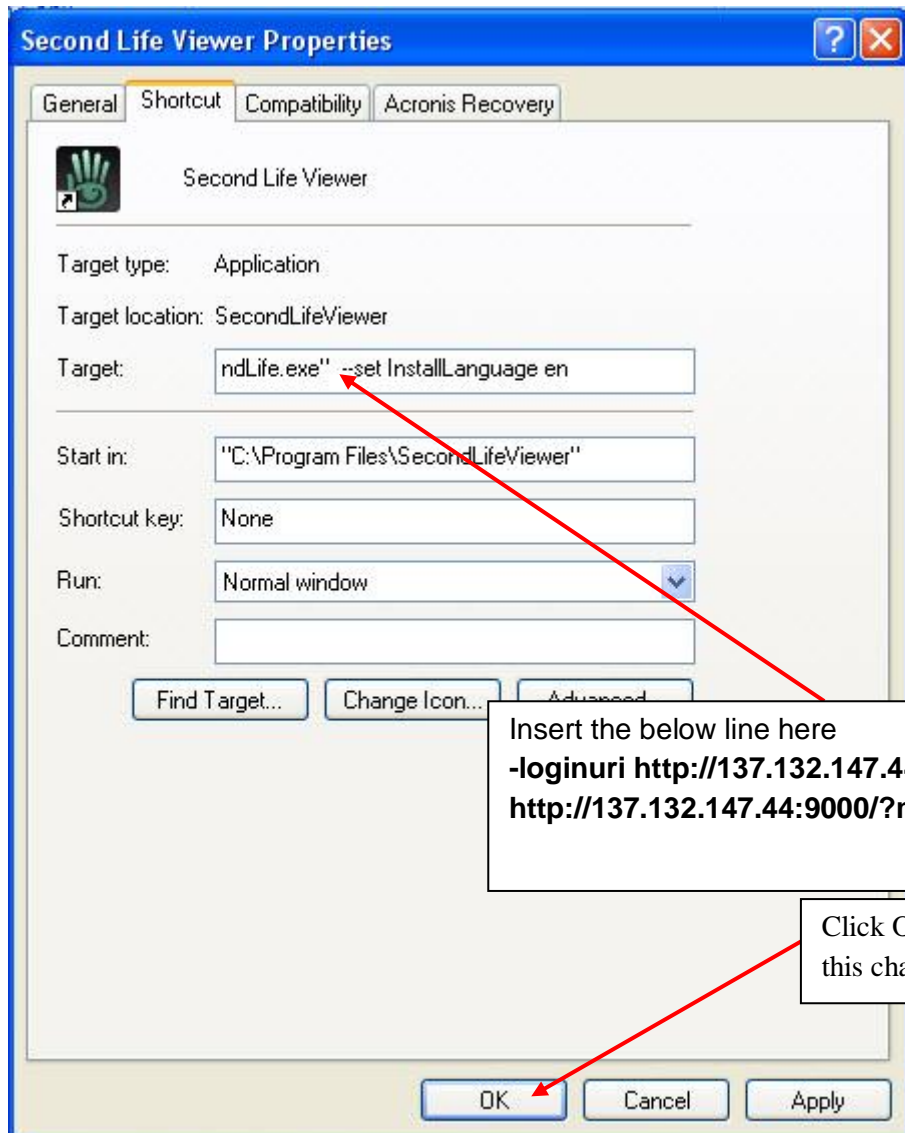 Second Life Viewer Properties
General Shortcut Compatibility Acronis Recovery
Second Life Viewer
Target type: Application
Target location: SecondLifeViewer
Target: ndLife.exe" --set InstallLanguage en
Start in: "C:\Program Files\SecondLifeViewer"
Shortcut key: None
Run: Normal window
Comment:
Find Target... Change Icon... Advanced...
Insert the below line here
-loginuri http://137.132.147.4
http://137.132.147.44:9000/?
Click
this
OK Cancel Apply